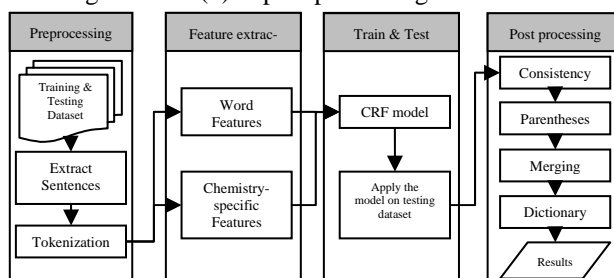 Preprocessing
Training &
Testing
Dataset
Extract
Sentences
Tokenization
Feature extrac-
Word
Features
Chemistry-
specific
Features
Train & Test
CRF model
Apply the
model on testing
dataset
Post processing
Consistency
Parentheses
Merging
Dictionary
Results